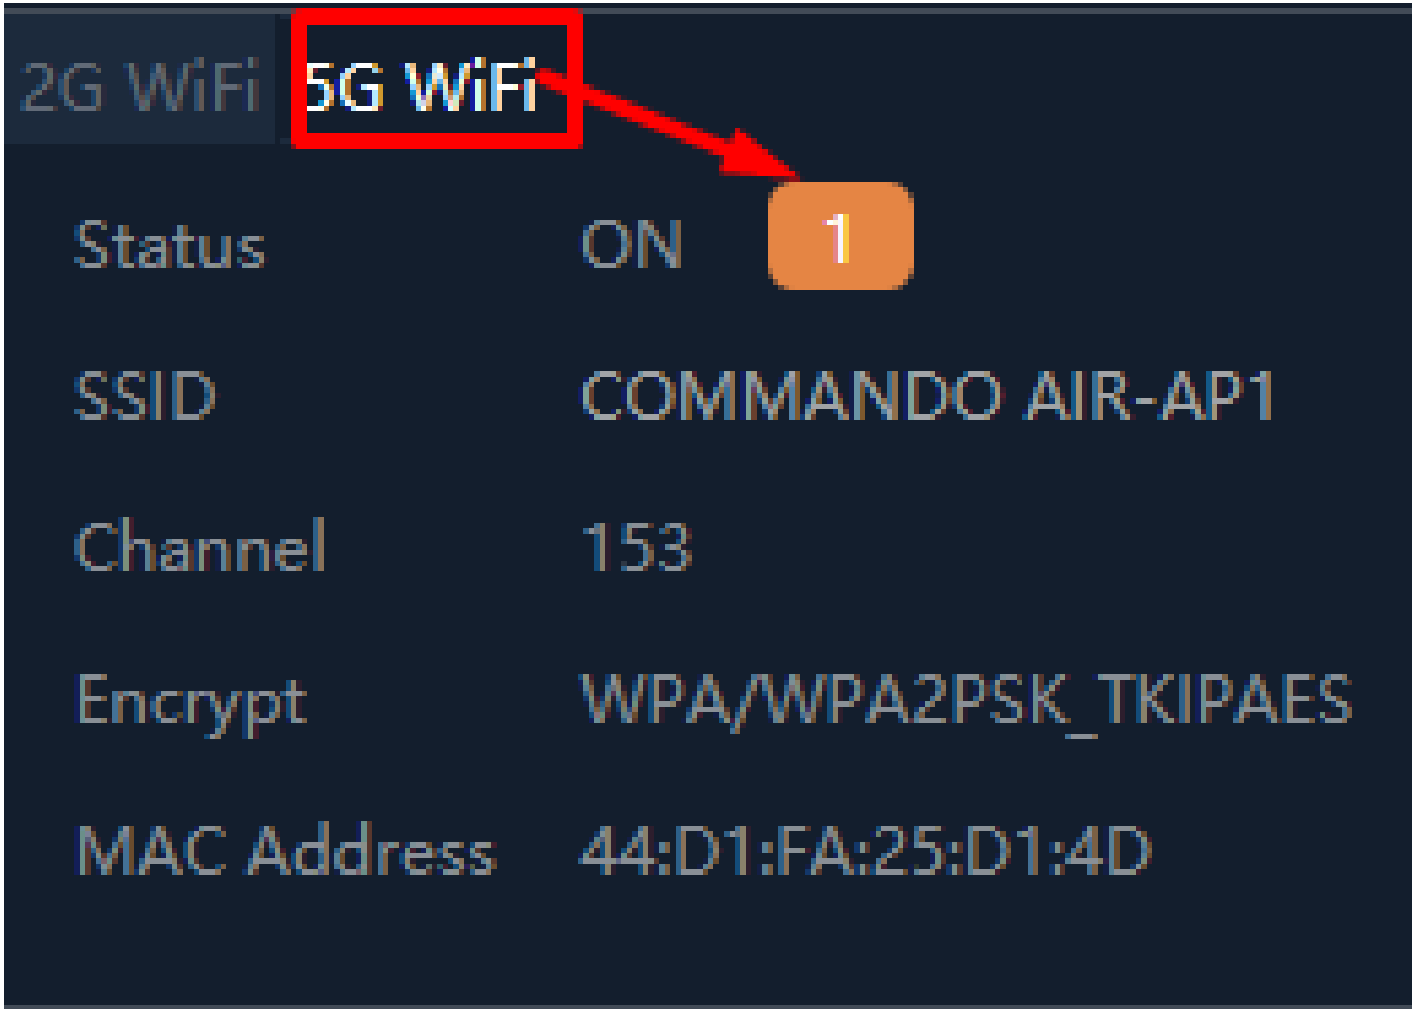 2G WiFi 5G WiFi
Status ON 1
SSID COMMANDO AIR-AP1
Channel 153
Encrypt WPA/WPA2PSK_TKIPAES
MAC Address 44:D1:FA:25:D1:4D